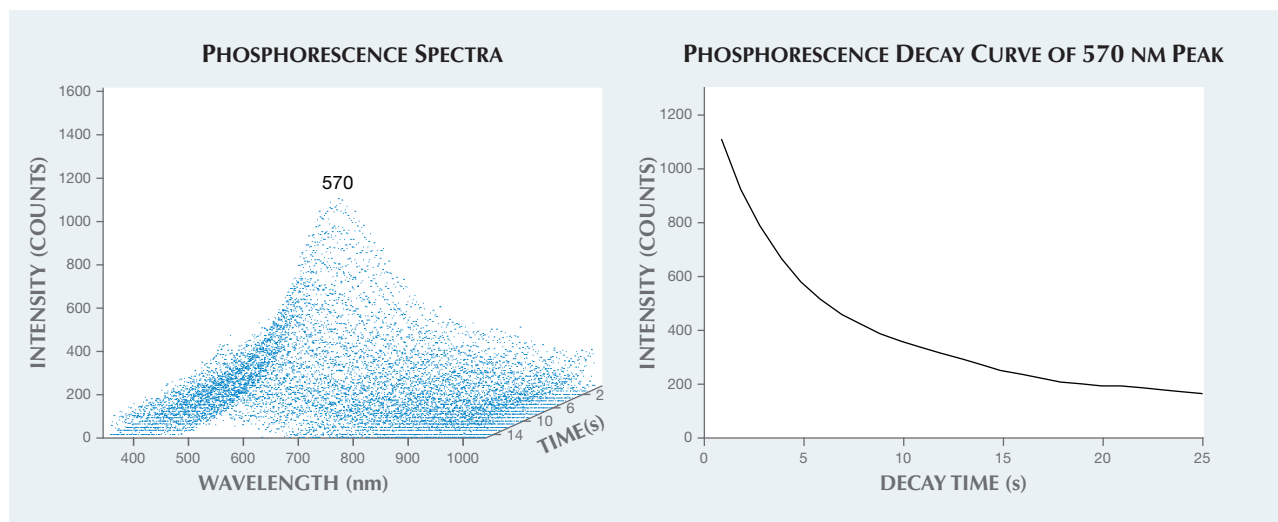 PHOSPHORESCENCE SPECTRA
1600
1400
1200
1000
800
600
400
200
0
INTENSITY (COUNTS)
570
400 500 600 700 800 900 1000
WAVELENGTH (nm)
2
6
10
14
TIME(s)
PHOSPHORESCENCE DECAY CURVE OF 570 NM PEAK
1200
1000
800
600
400
200
0
INTENSITY (COUNTS)
0 5 10 15 20 25
DECAY TIME (s)